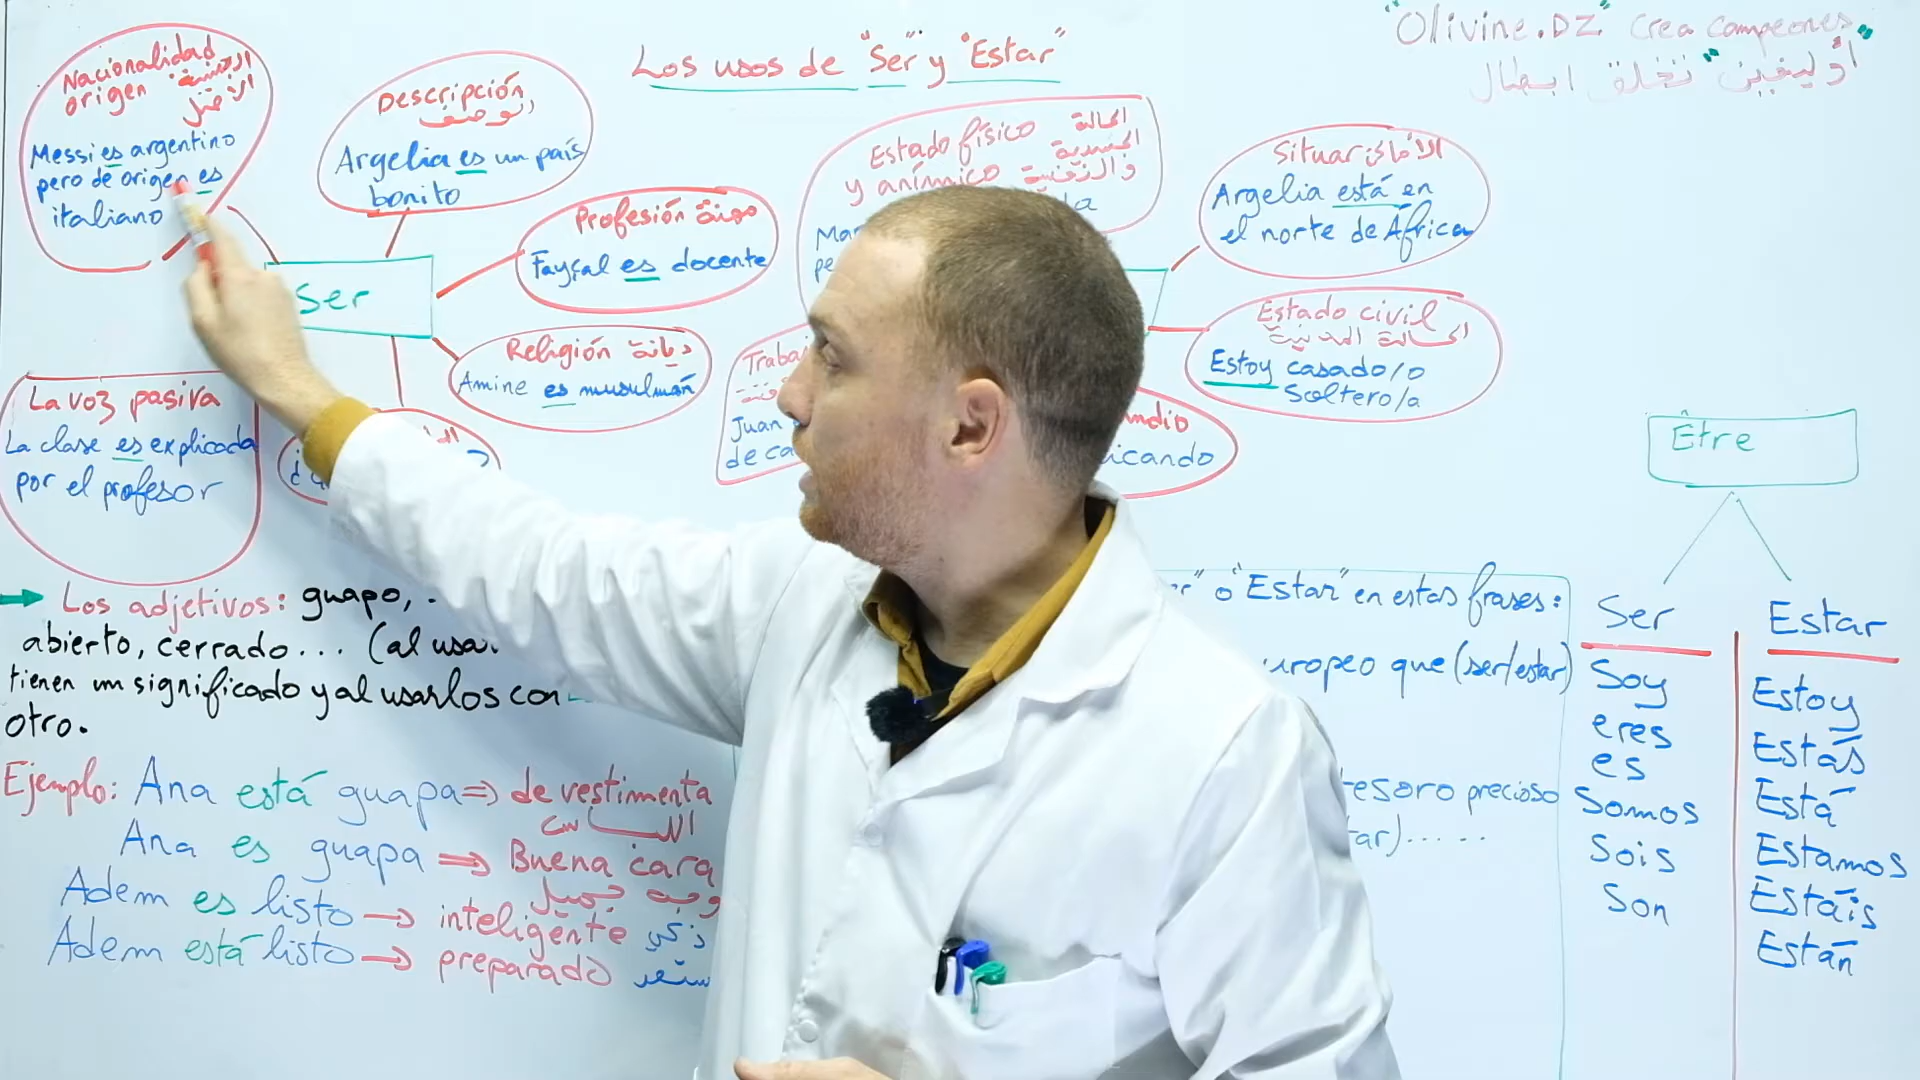 "Olivine.DZ" crea campeones
"أوليفين" تخلق ابطال
Los usos de "Ser" y "Estar"
Nacionalidad
origen الجنسية
الأصل
Messi es argentino
pero de origen es
italiano
Descripción
الوصف
Argelia es un país
bonito
Profesión مهنة
Fayçal es docente
Ser
Religión ديانة
Amine es musulmán
La voz pasiva
La clase es explicada
por el profesor
Estado físico الحالة
y anímico الجسدية
والنفسية
Situar الأماكن
Argelia está en
el norte de África
Estado civil
الحالة المدنية
Estoy casado/o
Soltero/a
Juan
de ca
icando
Être
Ser
Soy
eres
es
Somos
Sois
Son
Estar
Estoy
Estás
Está
Estamos
Estáis
Están
" o "Estar" en estas frases:
uropeo que (ser/estar)
tesoro precioso
tar).....
Los adjetivos: guapo,
abierto, cerrado... (al usar
tienen un significado y al usarlos con
otro.
Ejemplo: Ana está guapa => de vestimenta
اللباس
Ana es guapa => Buena cara
وجه جميل
Adem es listo → inteligente ذكي
Adem está listo → preparado